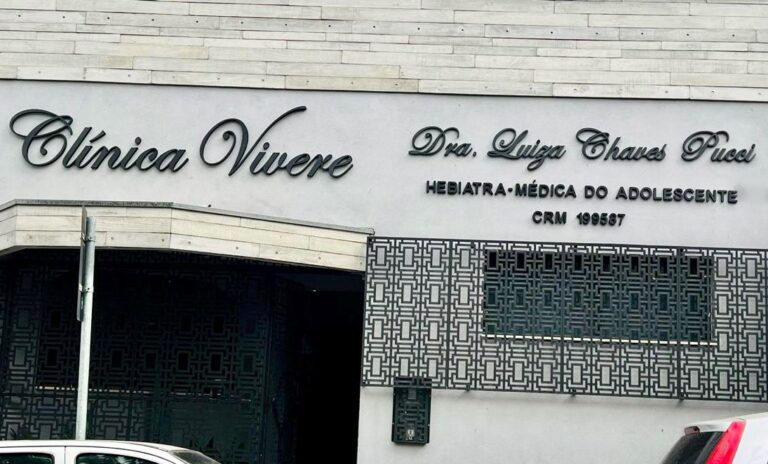 Clínica Vivere
Dra. Luiza Chaves Pucci
HEBIATRA-MÉDICA DO ADOLESCENTE
CRM 199587